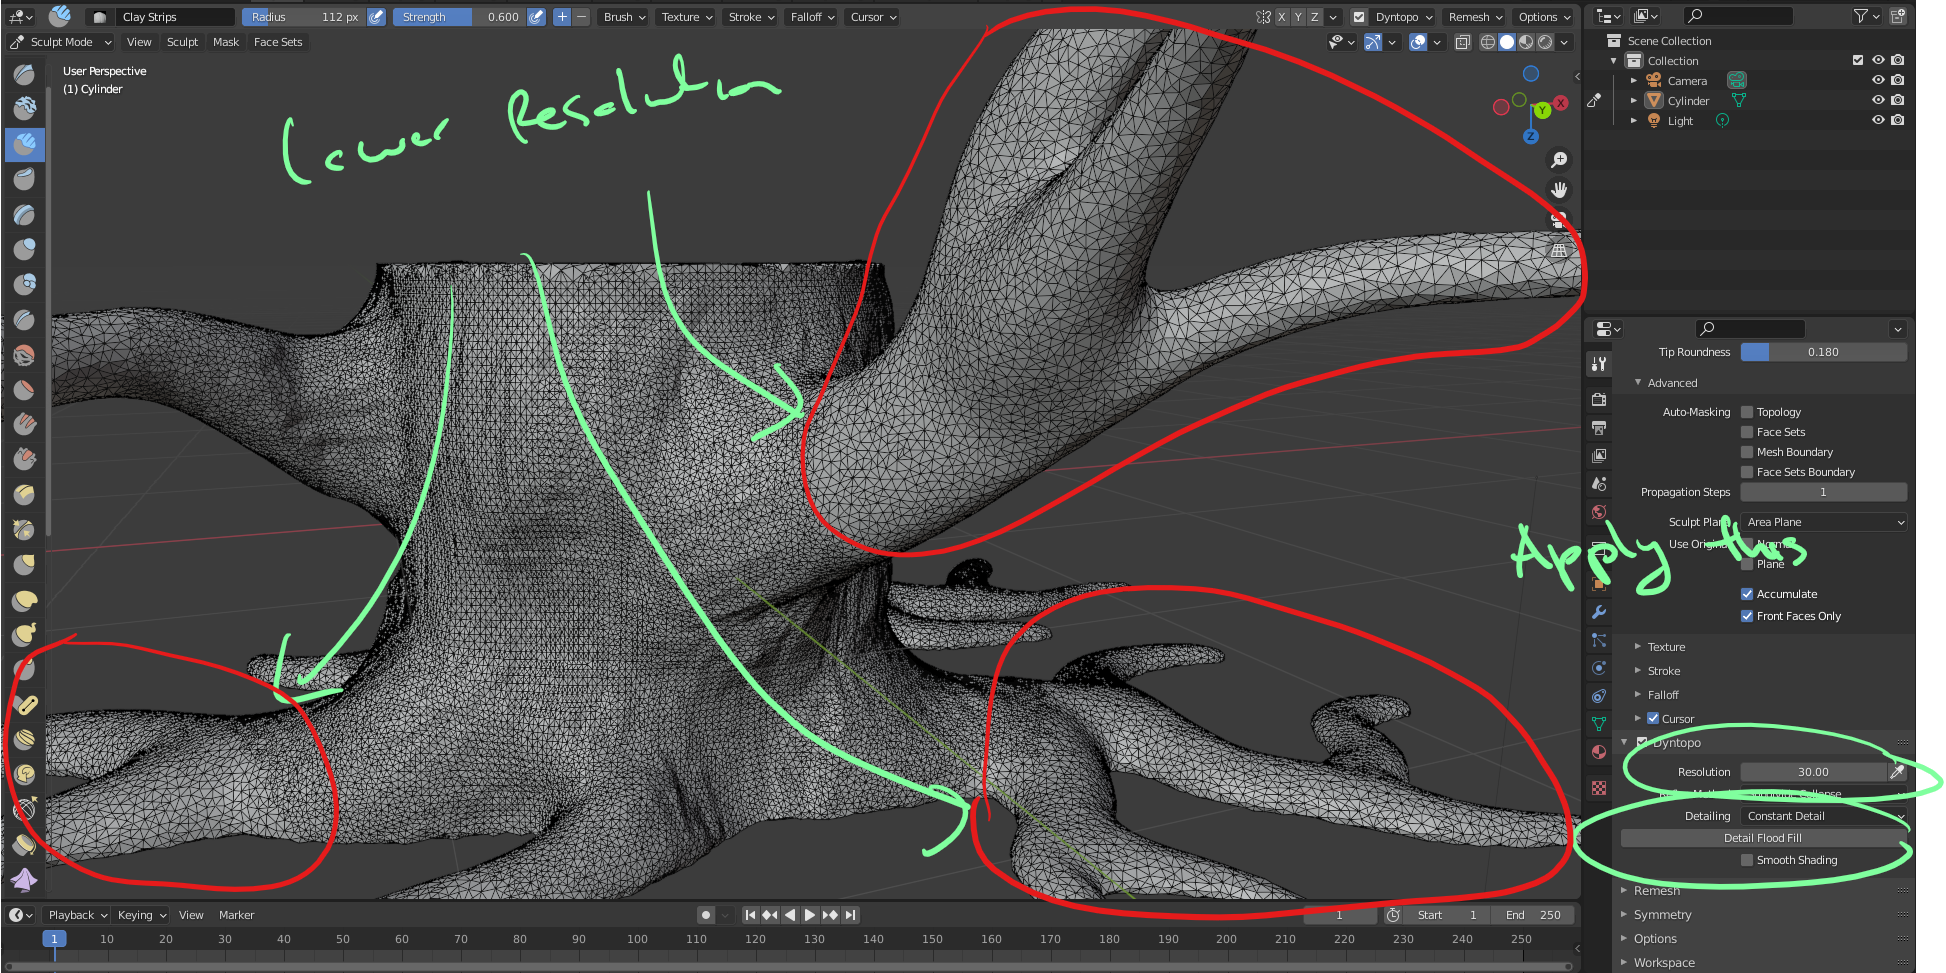 Clay Strips Radius 112 px Strength 0.600 Brush Texture Stroke Falloff Cursor X Y Z Dyntopo Remesh Options
Sculpt Mode View Sculpt Mask Face Sets
User Perspective
(1) Cylinder
lower Resolution
X
Y
Z
Scene Collection
Collection
Camera
Cylinder
Light
Tip Roundness 0.180
Advanced
Auto-Masking Topology
Face Sets
Mesh Boundary
Face Sets Boundary
Propagation Steps 1
Sculpt Plane Area Plane
Apply this
Plane
Accumulate
Front Faces Only
Texture
Stroke
Falloff
Cursor
Dyntopo
Resolution 30.00
Detailing Constant Detail
Detail Flood Fill
Smooth Shading
Remesh
Symmetry
Options
Workspace
Playback Keying View Marker 1 Start 1 End 250
1 10 20 30 40 50 60 70 80 90 100 110 120 130 140 150 160 170 180 190 200 210 220 230 240 250